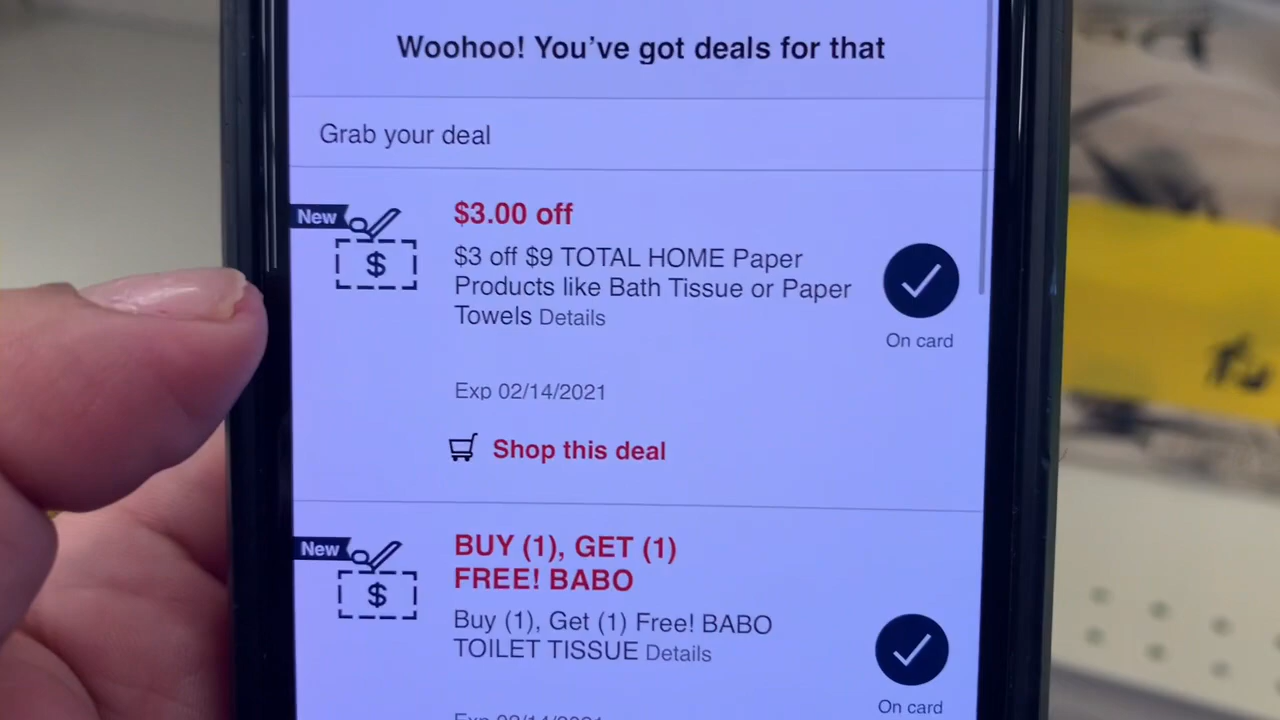 Woohoo! You've got deals for that
Grab your deal
New
$
$3.00 off
$3 off $9 TOTAL HOME Paper
Products like Bath Tissue or Paper
Towels Details
On card
Exp 02/14/2021
Shop this deal
New
$
BUY (1), GET (1)
FREE! BABO
Buy (1), Get (1) Free! BABO
TOILET TISSUE Details
On card